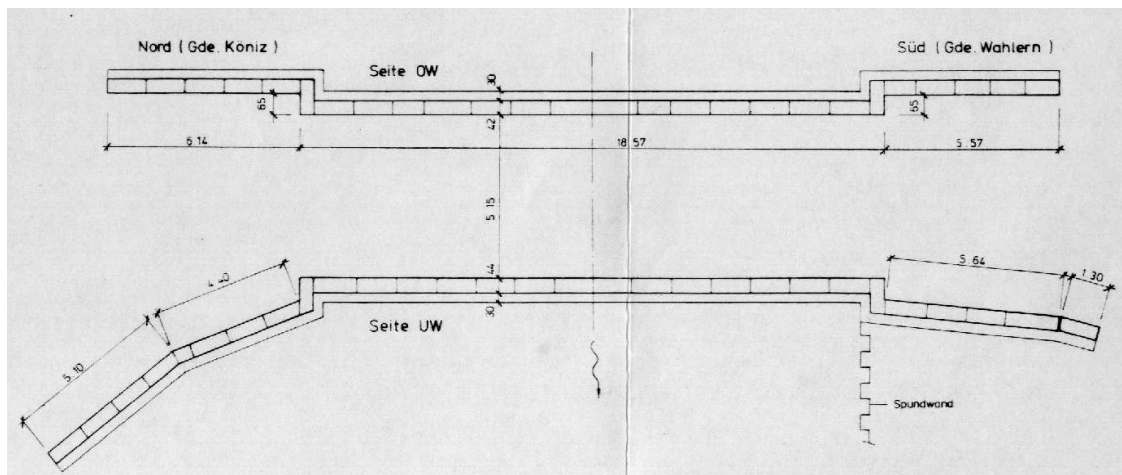 Nord ( Gde. Köniz )
Süd ( Gde. Wahlern )
Seite OW
30
65
65
42
6.14
18.57
5.57
5.15
44
30
4.40
5.10
5.64
1.30
Seite UW
Spundwand